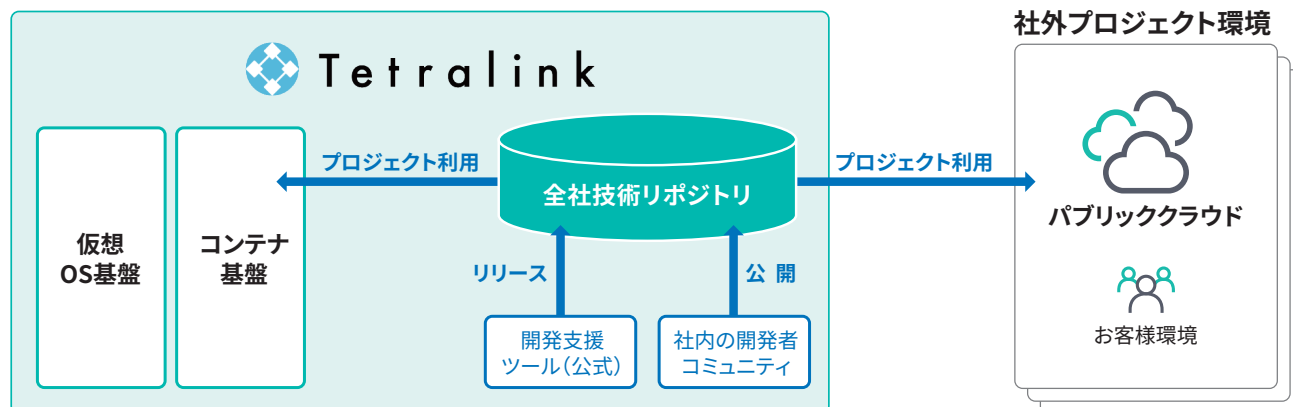 社外プロジェクト環境
Tetralink
プロジェクト利用
プロジェクト利用
全社技術リポジトリ
パブリッククラウド
仮想
OS基盤
コンテナ
基盤
リリース
公 開
お客様環境
開発支援
ツール（公式）
社内の開発者
コミュニティ